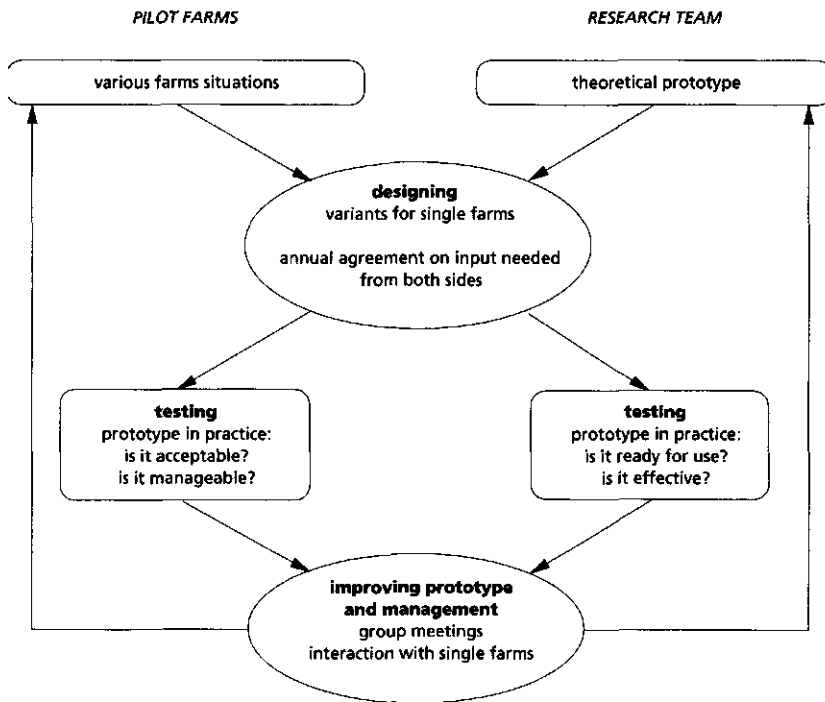 PILOT FARMS
RESEARCH TEAM
various farms situations
theoretical prototype
designing
variants for single farms
annual agreement on input needed
from both sides
testing
prototype in practice:
is it acceptable?
is it manageable?
testing
prototype in practice:
is it ready for use?
is it effective?
improving prototype
and management
group meetings
interaction with single farms